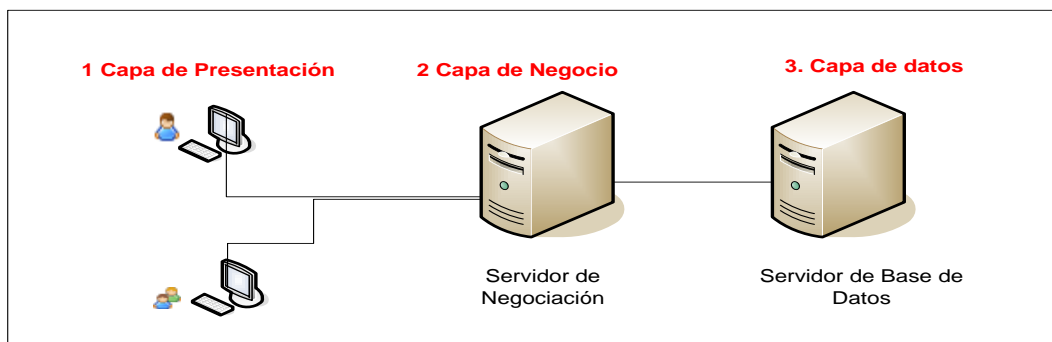 1 Capa de Presentación
2 Capa de Negocio
3. Capa de datos
Servidor de
Negociación
Servidor de Base de
Datos